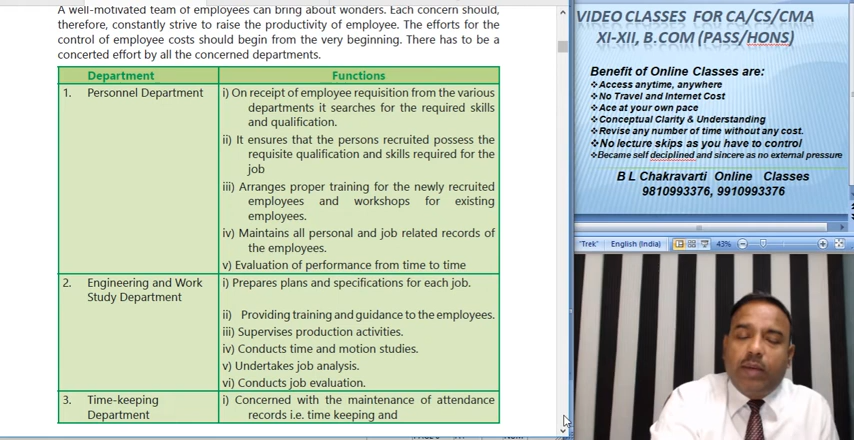 A well-motivated team of employees can bring about wonders. Each concern should,
therefore, constantly strive to raise the productivity of employee. The efforts for the
control of employee costs should begin from the very beginning. There has to be a
concerted effort by all the concerned departments.
Department Functions
1. Personnel Department i) On receipt of employee requisition from the various
departments it searches for the required skills
and qualification.
ii) It ensures that the persons recruited possess the
requisite qualification and skills required for the
job
iii) Arranges proper training for the newly recruited
employees and workshops for existing
employees.
iv) Maintains all personal and job related records of
the employees.
v) Evaluation of performance from time to time
2. Engineering and Work i) Prepares plans and specifications for each job.
Study Department
ii) Providing training and guidance to the employees.
iii) Supervises production activities.
iv) Conducts time and motion studies.
v) Undertakes job analysis.
vi) Conducts job evaluation.
3. Time-keeping i) Concerned with the maintenance of attendance
Department records i.e. time keeping and
VIDEO CLASSES FOR CA/CS/CMA
XI-XII, B.COM (PASS/HONS)
Benefit of Online Classes are:
❖Access anytime, anywhere
❖No Travel and Internet Cost
❖Ace at your own pace
❖Conceptual Clarity & Understanding
❖Revise any number of time without any cost.
❖No lecture skips as you have to control
❖Became self deciplined and sincere as no external pressure
B L Chakravarti Online Classes
9810993376, 9910993376
"Trek" English (India) 43%